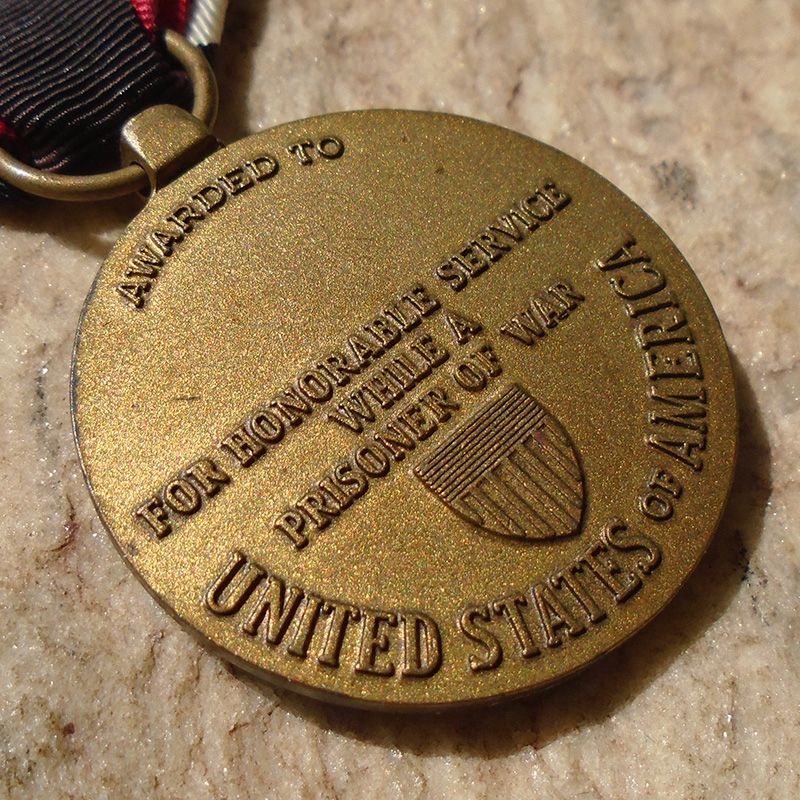 AWARDED TO
FOR HONORABLE SERVICE
WHILE A
PRISONER OF WAR
UNITED STATES OF AMERICA